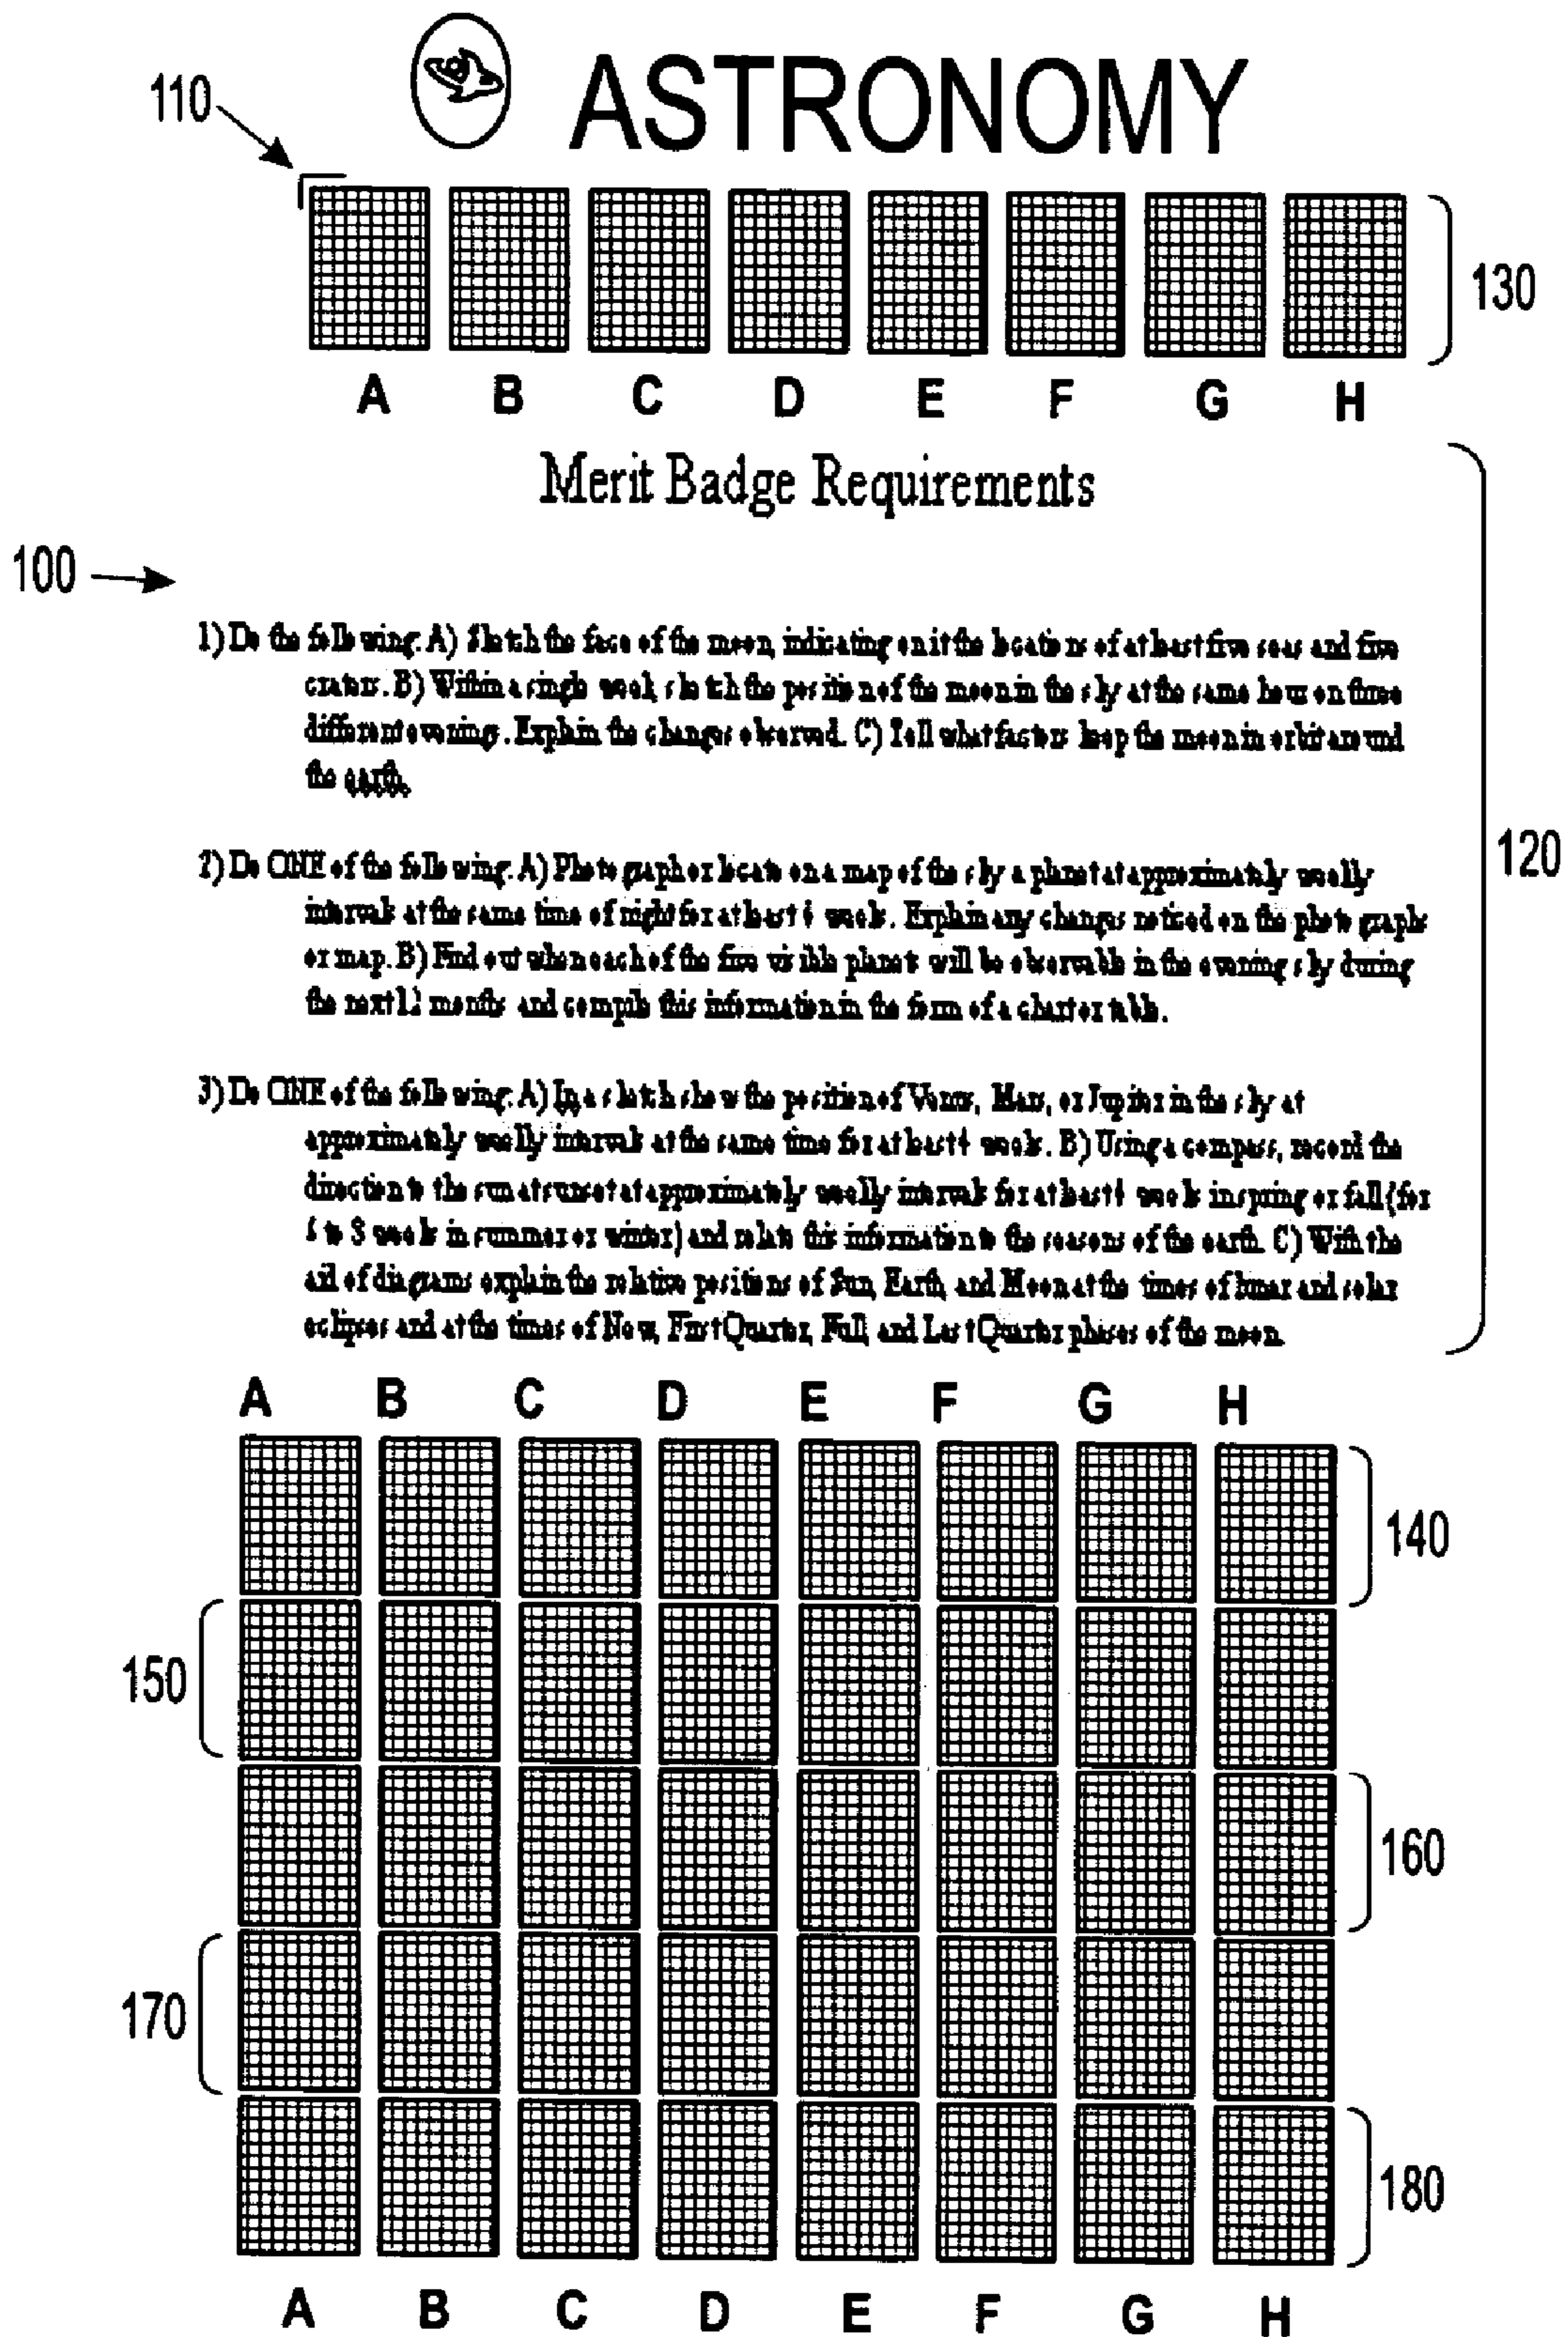 110
ASTRONOMY
130
A B C D E F G H
Merit Badge Requirements
100
1) Do the following: A) Sketch the face of the moon, indicating on it the locations of at least five seas and five
craters. B) Within a single week, sketch the position of the moon in the sky at the same hour on three
different evenings. Explain the changes observed. C) Tell what factors keep the moon in orbit around
the earth.
120
2) Do ONE of the following: A) Photograph or locate on a map of the sky a planet at approximately weekly
intervals at the same time of night for at least weeks. Explain any changes noticed on the photographs
or map. B) Find out when each of the five visible planets will be observable in the evening sky during
the next 12 months and compile this information in the form of a chart or table.
3) Do ONE of the following: A) In a sketch show the position of Venus, Mars, or Jupiter in the sky at
approximately weekly intervals at the same time for at least weeks. B) Using a compass, record the
direction to the sun at sunset at approximately weekly intervals for at least weeks in spring or fall (for
to 8 weeks in summer or winter) and relate this information to the seasons of the earth. C) With the
aid of diagrams explain the relative positions of Sun, Earth, and Moon at the times of lunar and solar
eclipses and at the times of New, First Quarter, Full, and Last Quarter phases of the moon.
A B C D E F G H
140
150
160
170
180
A B C D E F G H